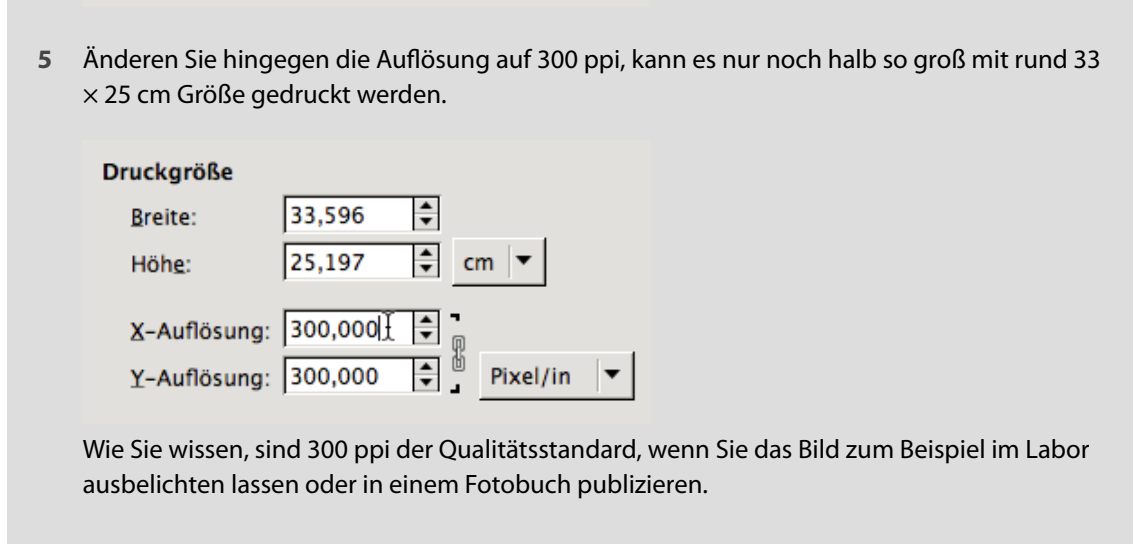 5 Änderen Sie hingegen die Auflösung auf 300 ppi, kann es nur noch halb so groß mit rund 33
× 25 cm Größe gedruckt werden.
Druckgröße
Breite: 33,596
Höhe: 25,197 cm
X-Auflösung: 300,000
Y-Auflösung: 300,000 Pixel/in
Wie Sie wissen, sind 300 ppi der Qualitätsstandard, wenn Sie das Bild zum Beispiel im Labor
ausbelichten lassen oder in einem Fotobuch publizieren.